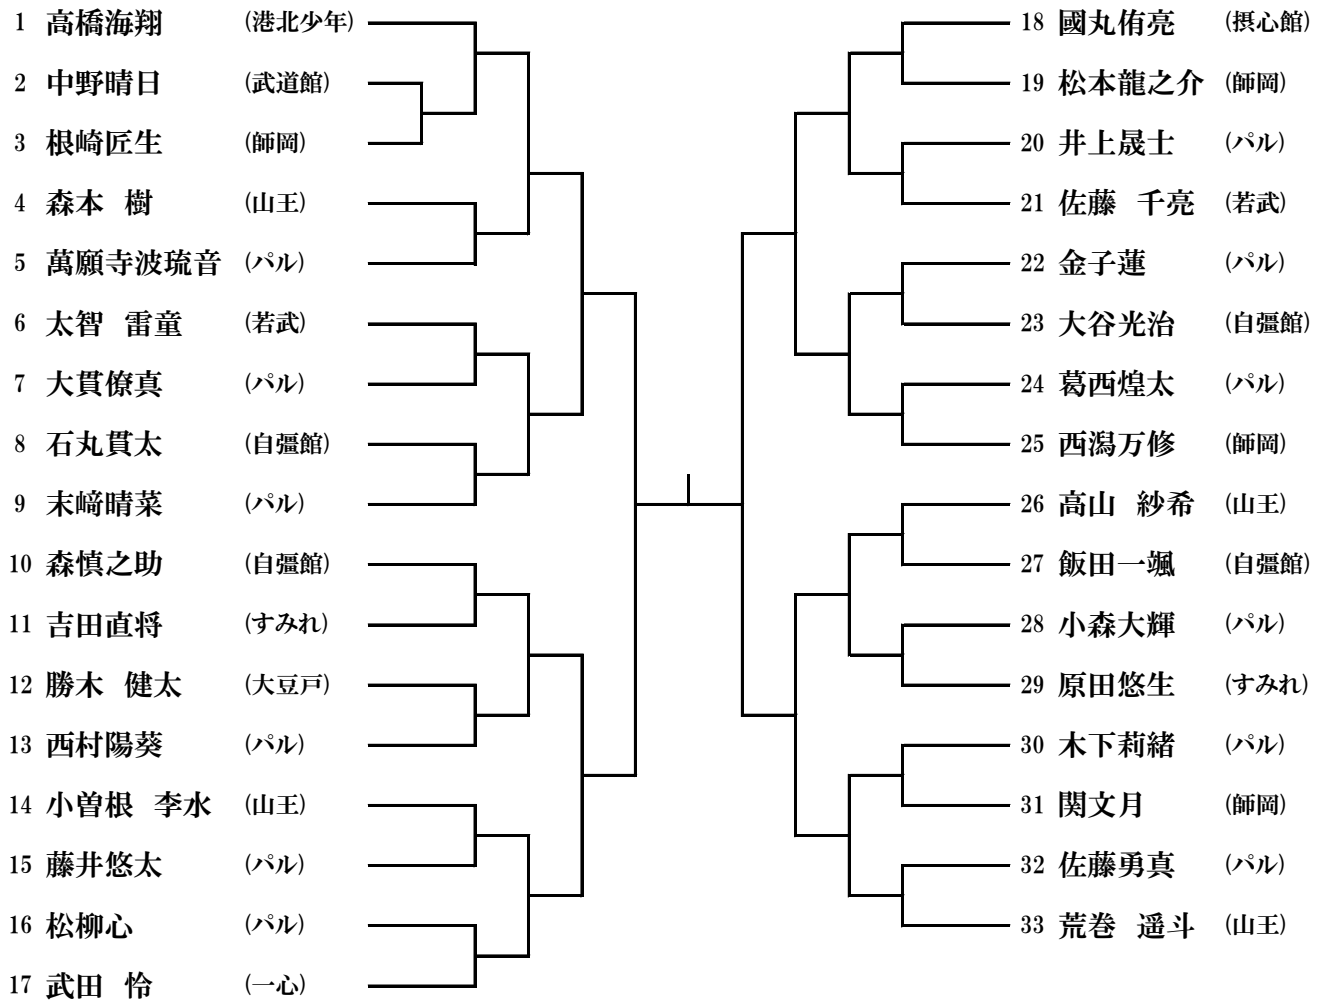 1 高橋海翔 (港北少年)
2 中野晴日 (武道館)
3 根崎匠生 (師岡)
4 森本 樹 (山王)
5 萬願寺波琉音 (パル)
6 太智 雷童 (若武)
7 大貫僚真 (パル)
8 石丸貫太 (自彊館)
9 末﨑晴菜 (パル)
10 森慎之助 (自彊館)
11 吉田直将 (すみれ)
12 勝木 健太 (大豆戸)
13 西村陽葵 (パル)
14 小曽根 李水 (山王)
15 藤井悠太 (パル)
16 松柳心 (パル)
17 武田 怜 (一心)
18 國丸侑亮 (摂心館)
19 松本龍之介 (師岡)
20 井上晟士 (パル)
21 佐藤 千亮 (若武)
22 金子蓮 (パル)
23 大谷光治 (自彊館)
24 葛西煌太 (パル)
25 西潟万修 (師岡)
26 高山 紗希 (山王)
27 飯田一颯 (自彊館)
28 小森大輝 (パル)
29 原田悠生 (すみれ)
30 木下莉緒 (パル)
31 関文月 (師岡)
32 佐藤勇真 (パル)
33 荒巻 遥斗 (山王)